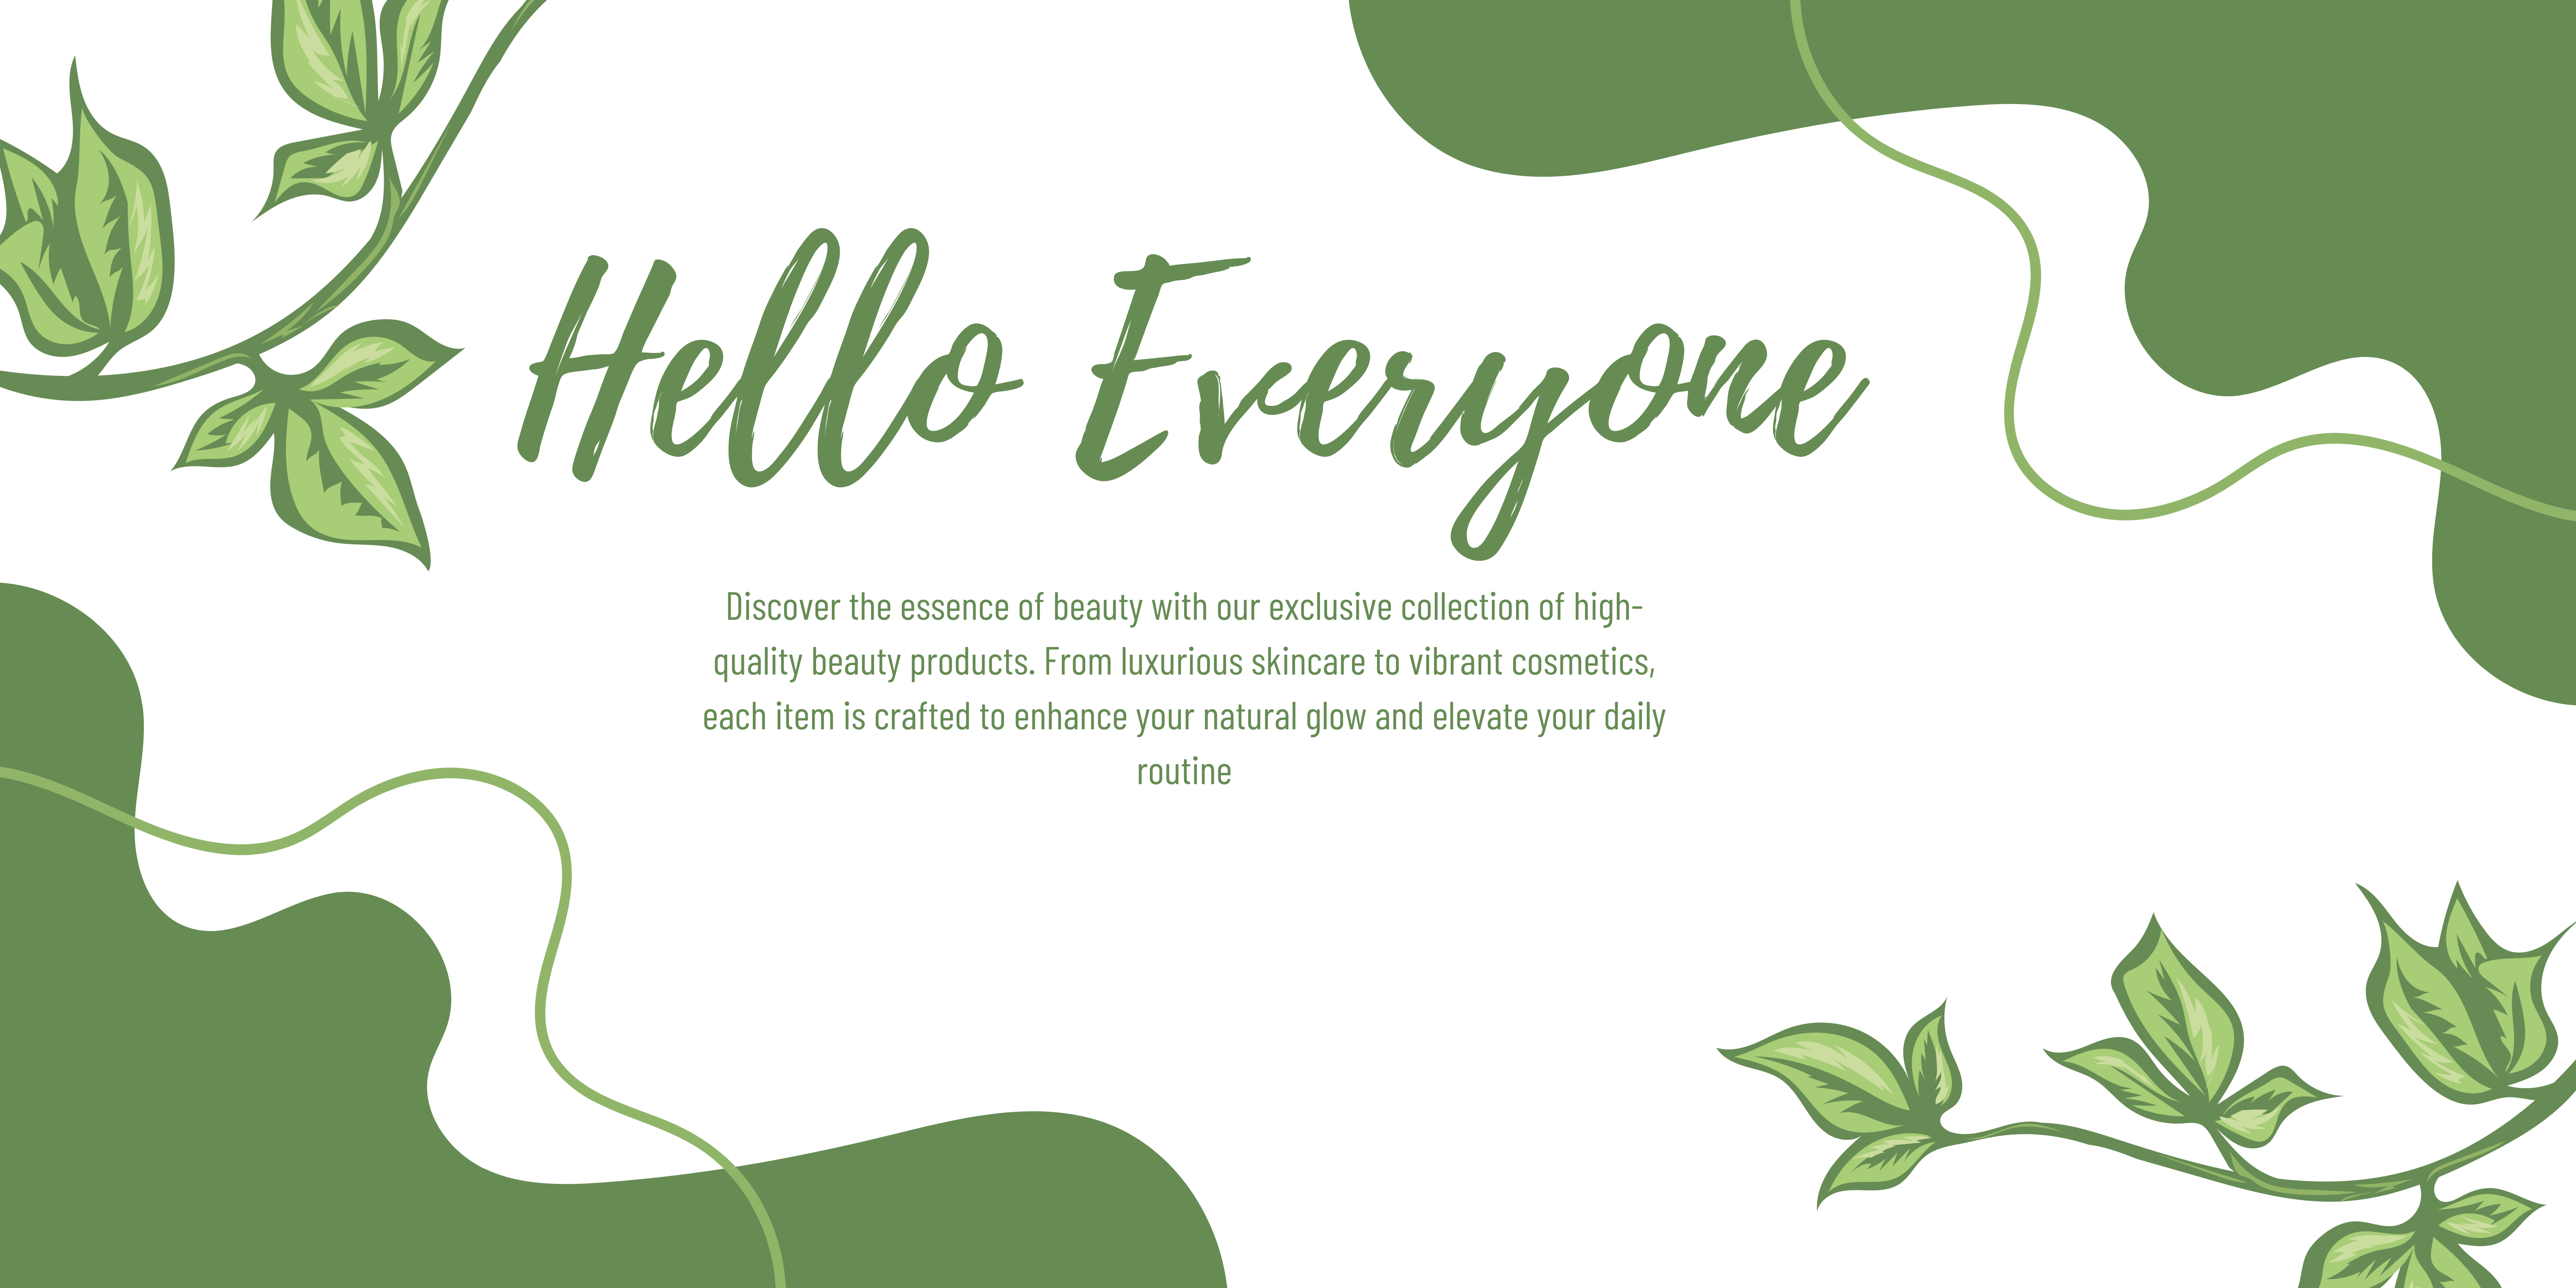 Hello Everyone
Discover the essence of beauty with our exclusive collection of high-
quality beauty products. From luxurious skincare to vibrant cosmetics,
each item is crafted to enhance your natural glow and elevate your daily
routine